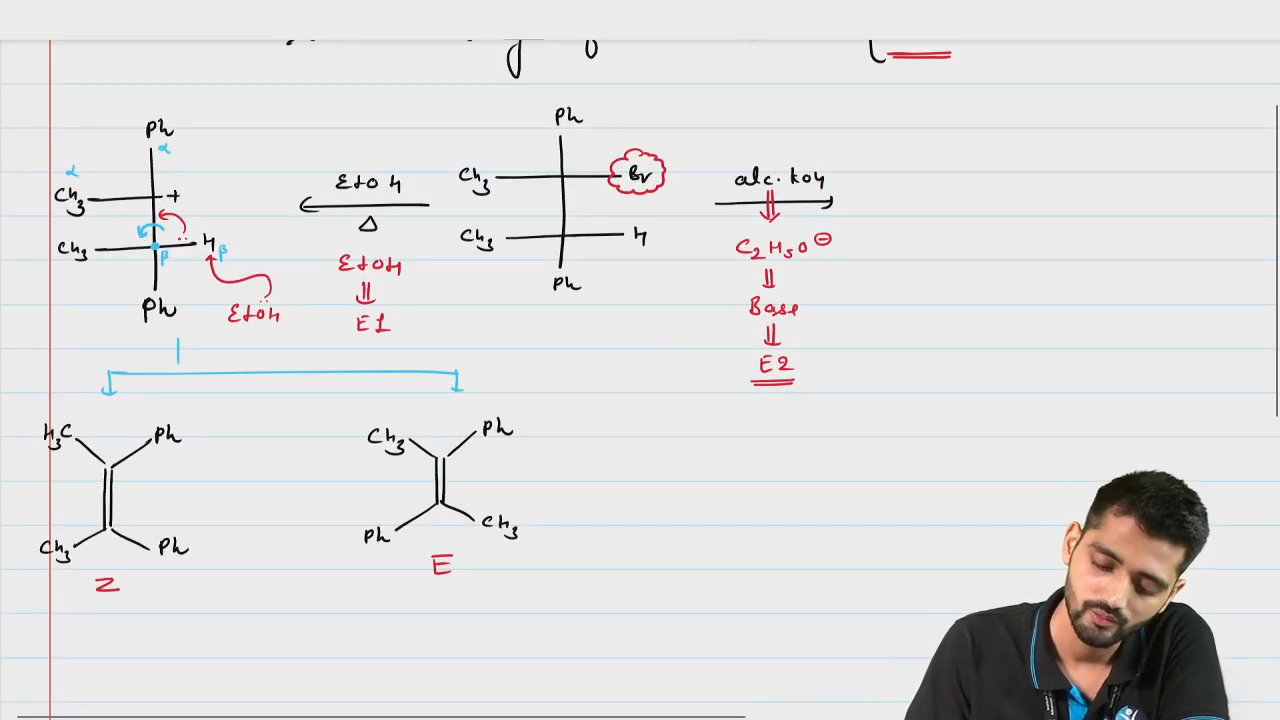 Ph
α
α
CH3
+
CH3
H
β
β
Ph
EtÖH
EtOH
Δ
EtOH
⇓
E1
Ph
CH3
Br
CH3
H
Ph
alc. KOH
⇓
C2H5O⊖
⇓
Base
⇓
E2
H3C
Ph
CH3
Ph
Z
CH3
Ph
Ph
CH3
E